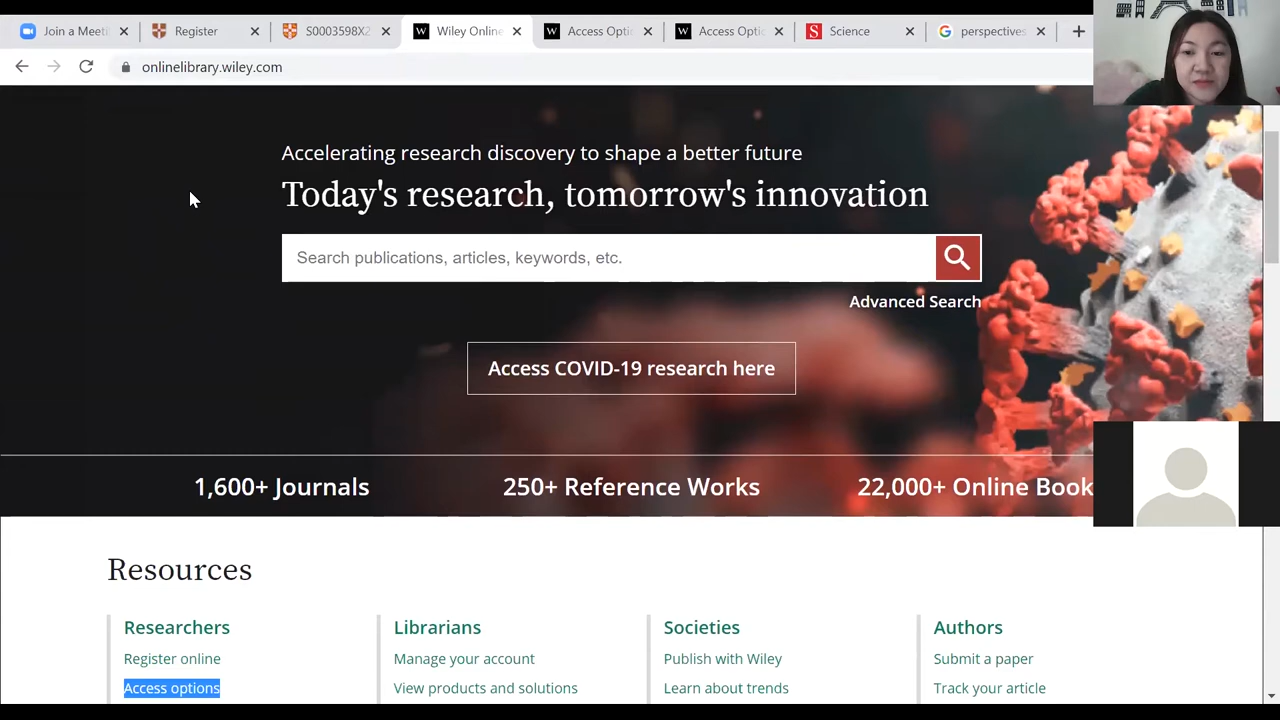 Join a Meeti
Register
S0003598X2
Wiley Online
Access Optio
Access Optio
Science
perspectives
onlinelibrary.wiley.com
Accelerating research discovery to shape a better future
Today's research, tomorrow's innovation
Search publications, articles, keywords, etc.
Advanced Search
Access COVID-19 research here
1,600+ Journals
250+ Reference Works
22,000+ Online Book
Resources
Researchers
Register online
Access options
Librarians
Manage your account
View products and solutions
Societies
Publish with Wiley
Learn about trends
Authors
Submit a paper
Track your article